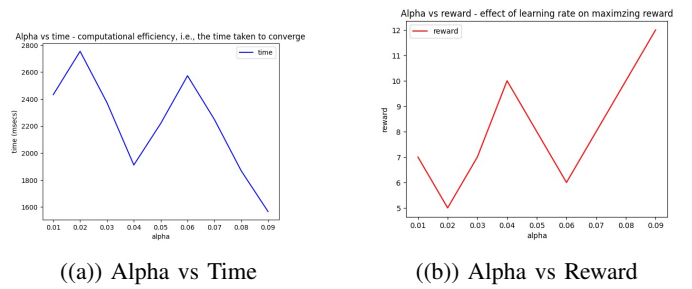 Alpha vs time - computational efficiency, i.e., the time taken to converge
time
2800
2600
2400
2200
2000
1800
1600
time (msecs)
0.01 0.02 0.03 0.04 0.05 0.06 0.07 0.08 0.09
alpha
((a)) Alpha vs Time
Alpha vs reward - effect of learning rate on maximzing reward
reward
12
11
10
9
8
7
6
5
reward
0.01 0.02 0.03 0.04 0.05 0.06 0.07 0.08 0.09
alpha
((b)) Alpha vs Reward